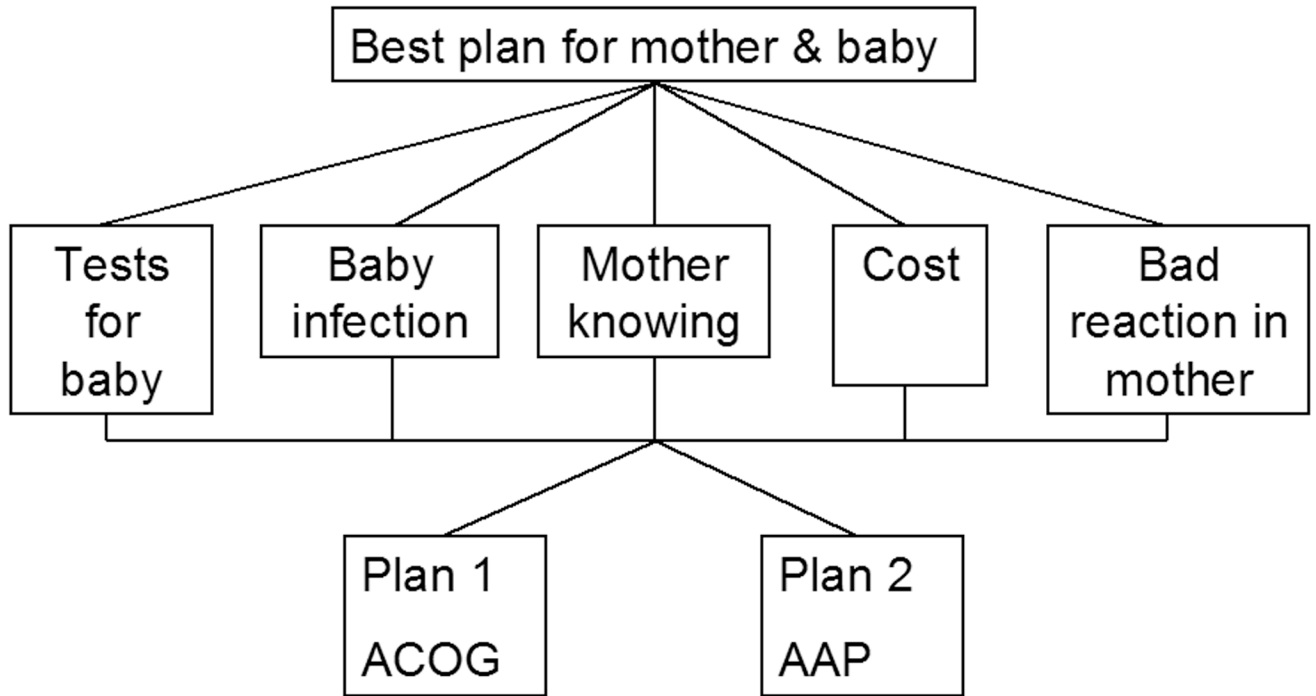 Best plan for mother & baby
Tests
for
baby
Baby
infection
Mother
knowing
Cost
Bad
reaction in
mother
Plan 1
ACOG
Plan 2
AAP